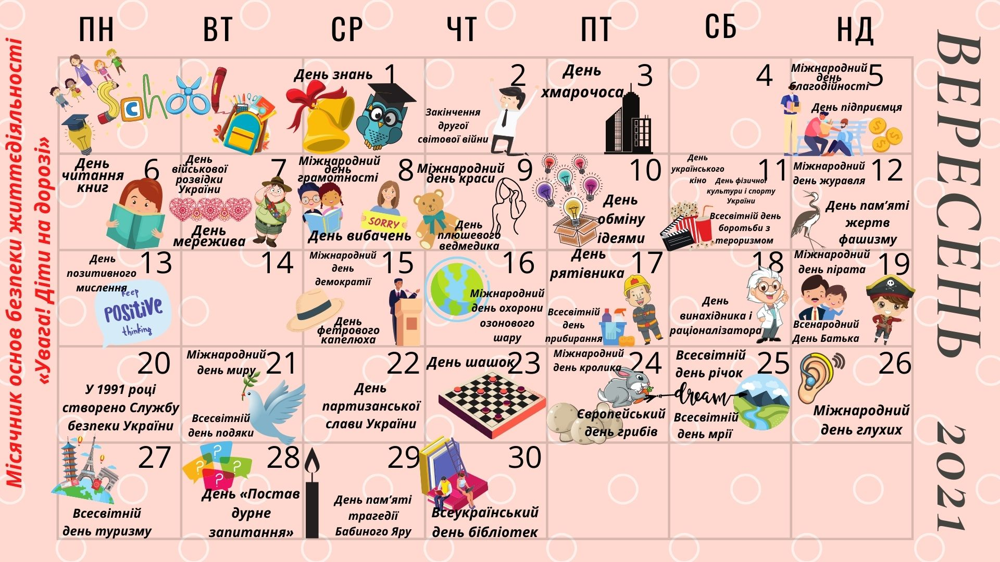 ПН ВТ СР ЧТ ПТ СБ НД
Місячник основ безпеки життєдіяльності
«Увага! Діти на дорозі»
ВЕРЕСЕНЬ 2021
School
C
День знань
1
2
Закінчення
другої
світової війни
День
хмарочоса
3
4
Міжнародний
день
благодійності
5
День підприємця
День
читання
книг
6
День
військової
розвідки
України
7
День
мережива
Міжнародний
день
грамотності
8
SORRY
День вибачень
Міжнародний
день краси
9
День
плюшевого
ведмедика
10
День
обміну
ідеями
День
українського
кіно
11
День фізичної
культури і спорту
України
Всесвітній день
боротьби з
тероризмом
Міжнародний
день журавля
12
День пам’яті
жертв
фашизму
День
позитивного
мислення
13
keep
POSITIVE
thinking
14
Міжнародний
день
демократії
15
День
фетрового
капелюха
16
Міжнародний
день охорони
озонового
шару
День
рятівника
17
Всесвітній
день
прибирання
18
День
винахідника і
раціоналізатора
Міжнародний
день пірата
19
Всенародний
День Батька
20
У 1991 році
створено Службу
безпеки України
Міжнародний
день миру
21
Всесвітній
день подяки
22
День
партизанської
слави України
День шашок
23
Міжнародний
день кролика
24
Європейський
день грибів
Всесвітній
день річок
25
dream
Всесвітній
день мрії
26
Міжнародний
день глухих
27
Всесвітній
день туризму
28
? ? ? ?
День «Постав
дурне
запитання»
29
День пам’яті
трагедії
Бабиного Яру
30
Всеукраїнський
день бібліотек